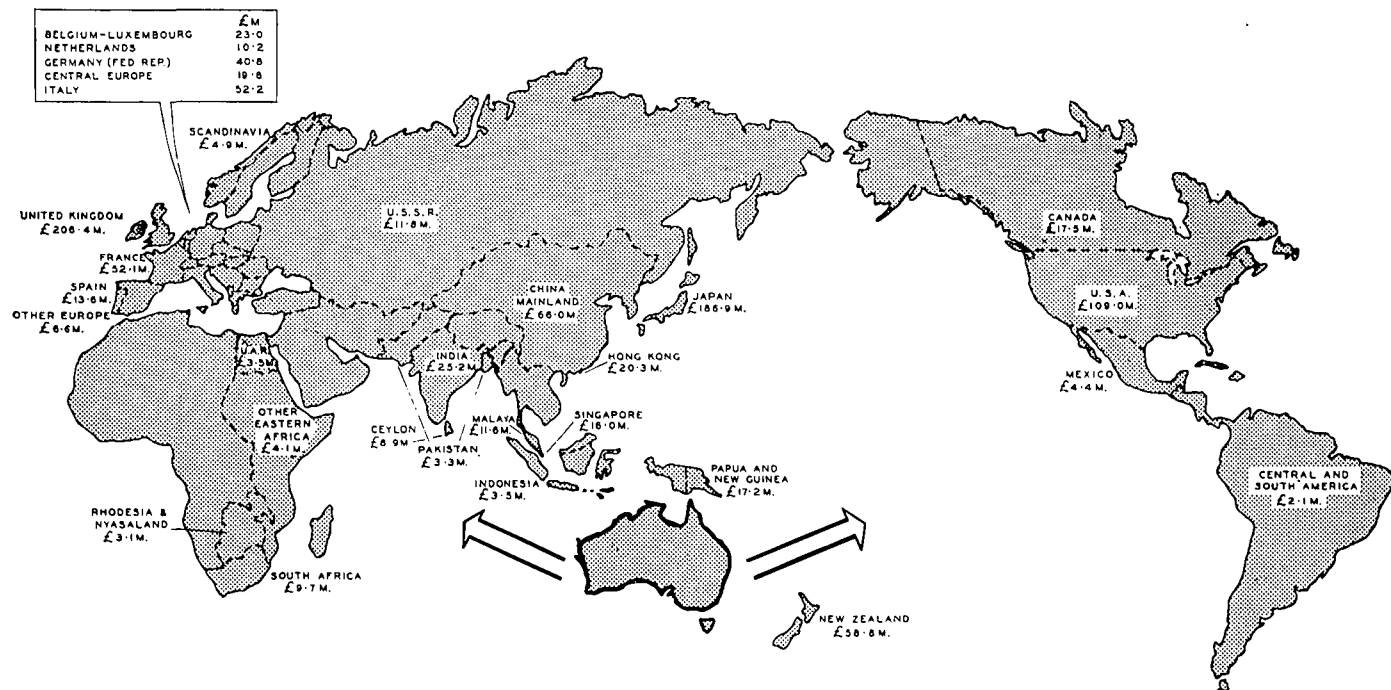 £M
BELGIUM-LUXEMBOURG 23·0
NETHERLANDS 10·2
GERMANY (FED REP.) 40·8
CENTRAL EUROPE 19·8
ITALY 52·2
SCANDINAVIA
£4·9M.
UNITED KINGDOM
£206·4M.
FRANCE
£52·1M.
SPAIN
£13·6M.
OTHER EUROPE
£6·6M.
U.S.S.R.
£11·8M.
CHINA
MAINLAND
£66·0M.
JAPAN
£186·9M.
HONG KONG
£20·3M.
U.A.R.
£3·5M.
INDIA
£25·2M.
OTHER
EASTERN
AFRICA
£4·1M.
CEYLON
£6·9M
PAKISTAN
£3·3M.
MALAYA
£11·6M.
SINGAPORE
£16·0M.
INDONESIA
£3·5M.
PAPUA AND
NEW GUINEA
£17·2M.
RHODESIA &
NYASALAND
£3·1M.
SOUTH AFRICA
£9·7M.
NEW ZEALAND
£58·8M.
CANADA
£17·5M.
U.S.A.
£109·0M.
MEXICO
£4·4M.
CENTRAL AND
SOUTH AMERICA
£2·1M.